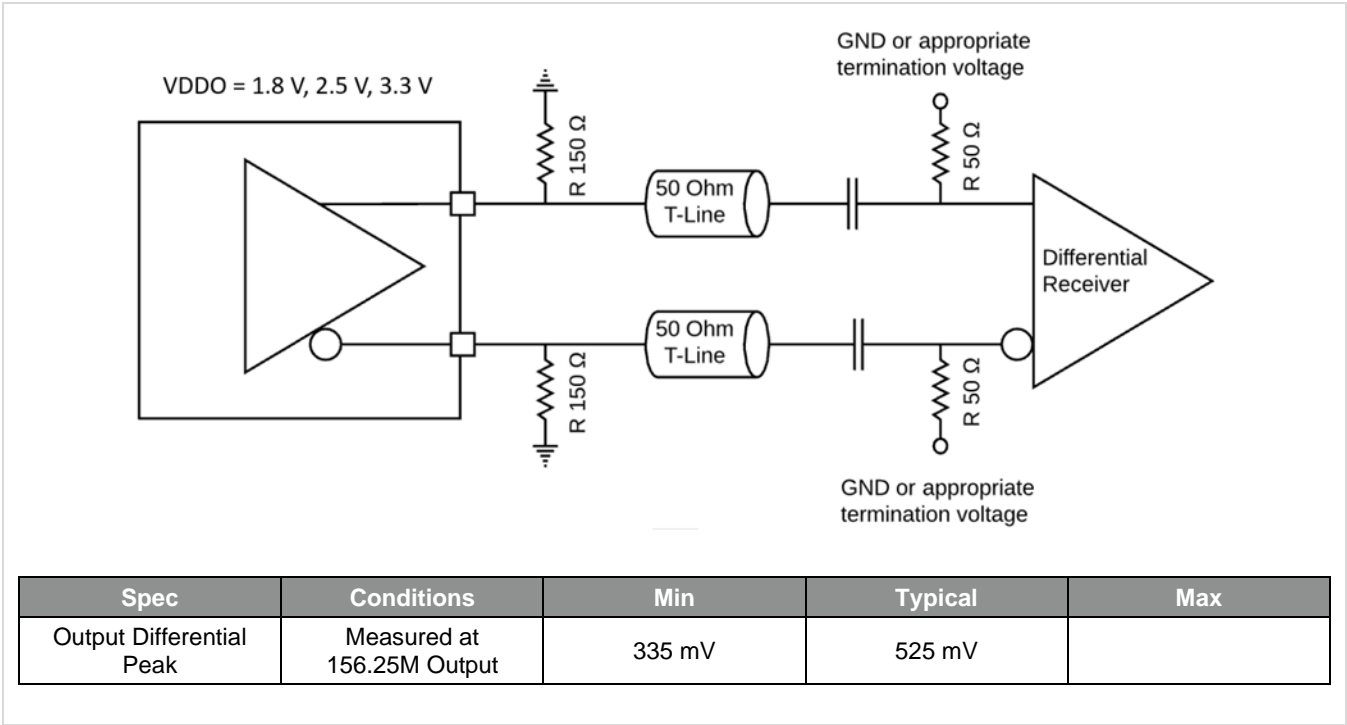 GND or appropriate
termination voltage
VDDO = 1.8 V, 2.5 V, 3.3 V
R 150 Ω
R 50 Ω
50 Ohm
T-Line
Differential
Receiver
50 Ohm
T-Line
R 150 Ω
R 50 Ω
GND or appropriate
termination voltage
Spec Conditions Min Typical Max
Output Differential Peak Measured at 156.25M Output 335 mV 525 mV